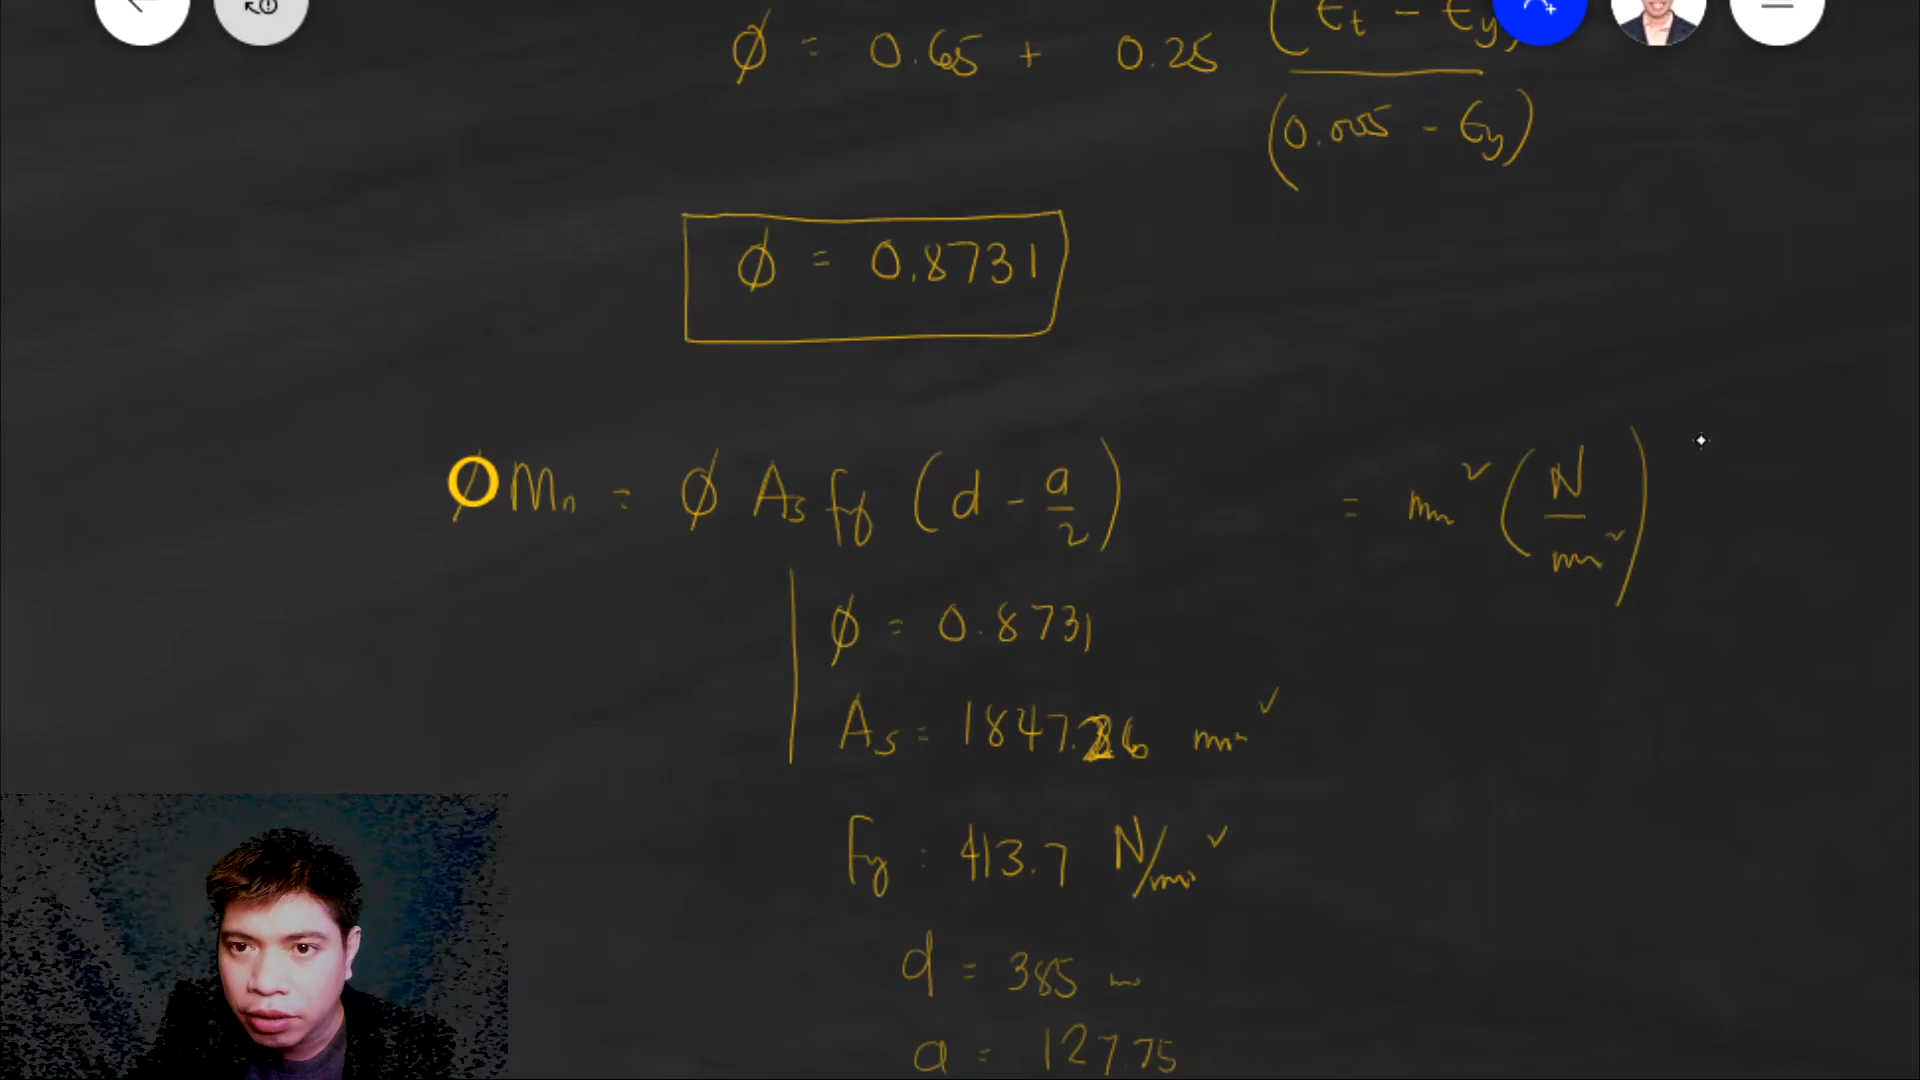 ϕ = 0.65 + 0.25 (ϵt - ϵy) / (0.005 - ϵy)
ϕ = 0.8731
ϕMn = ϕ As fy (d - a/2) = mm² (N/mm²)
ϕ = 0.8731
As = 1847.26 mm²
fy = 413.7 N/mm²
d = 385 mm
a = 127.75